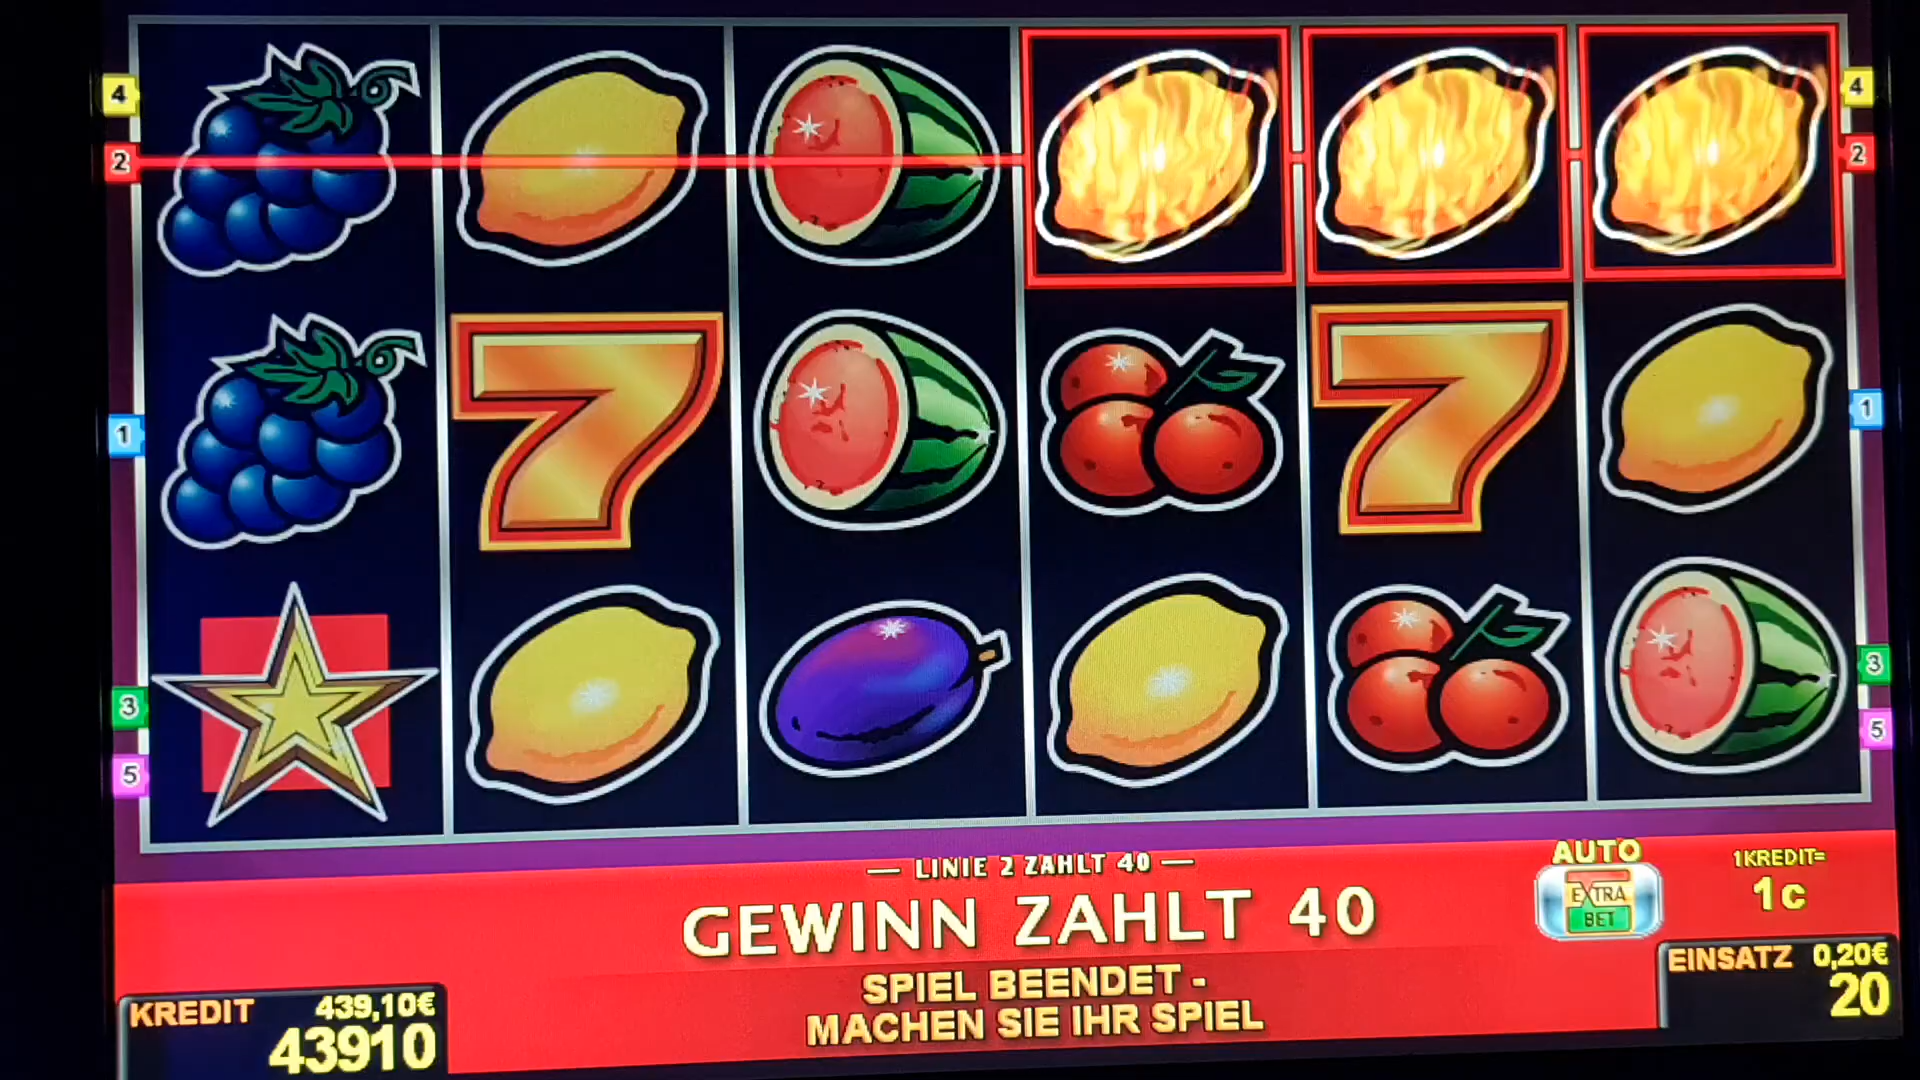 4
4
2
2
1
1
3
3
5
5
— LINIE 2 ZAHLT 40 —
GEWINN ZAHLT 40
SPIEL BEENDET -
MACHEN SIE IHR SPIEL
AUTO
EXTRA
BET
1KREDIT=
1c
KREDIT 439,10€
43910
EINSATZ 0,20€
20